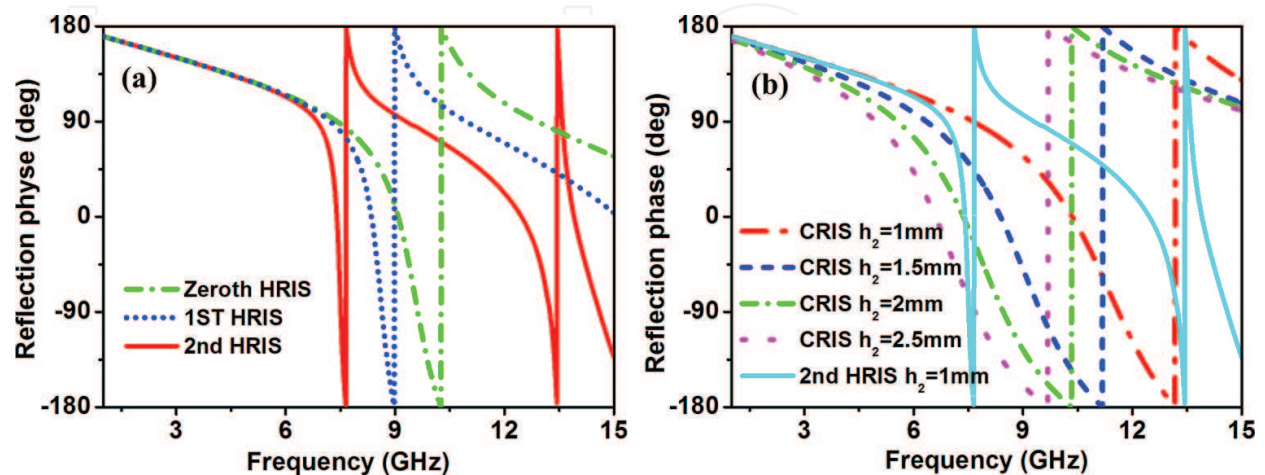 180
90
0
-90
-180
Reflection physe (deg)
(a)
Zeroth HRIS
1ST HRIS
2nd HRIS
3
6
9
12
15
Frequency (GHz)
180
90
0
-90
-180
Reflection phase (deg)
(b)
CRIS h₂=1mm
CRIS h₂=1.5mm
CRIS h₂=2mm
CRIS h₂=2.5mm
2nd HRIS h₂=1mm
3
6
9
12
15
Frequency (GHz)